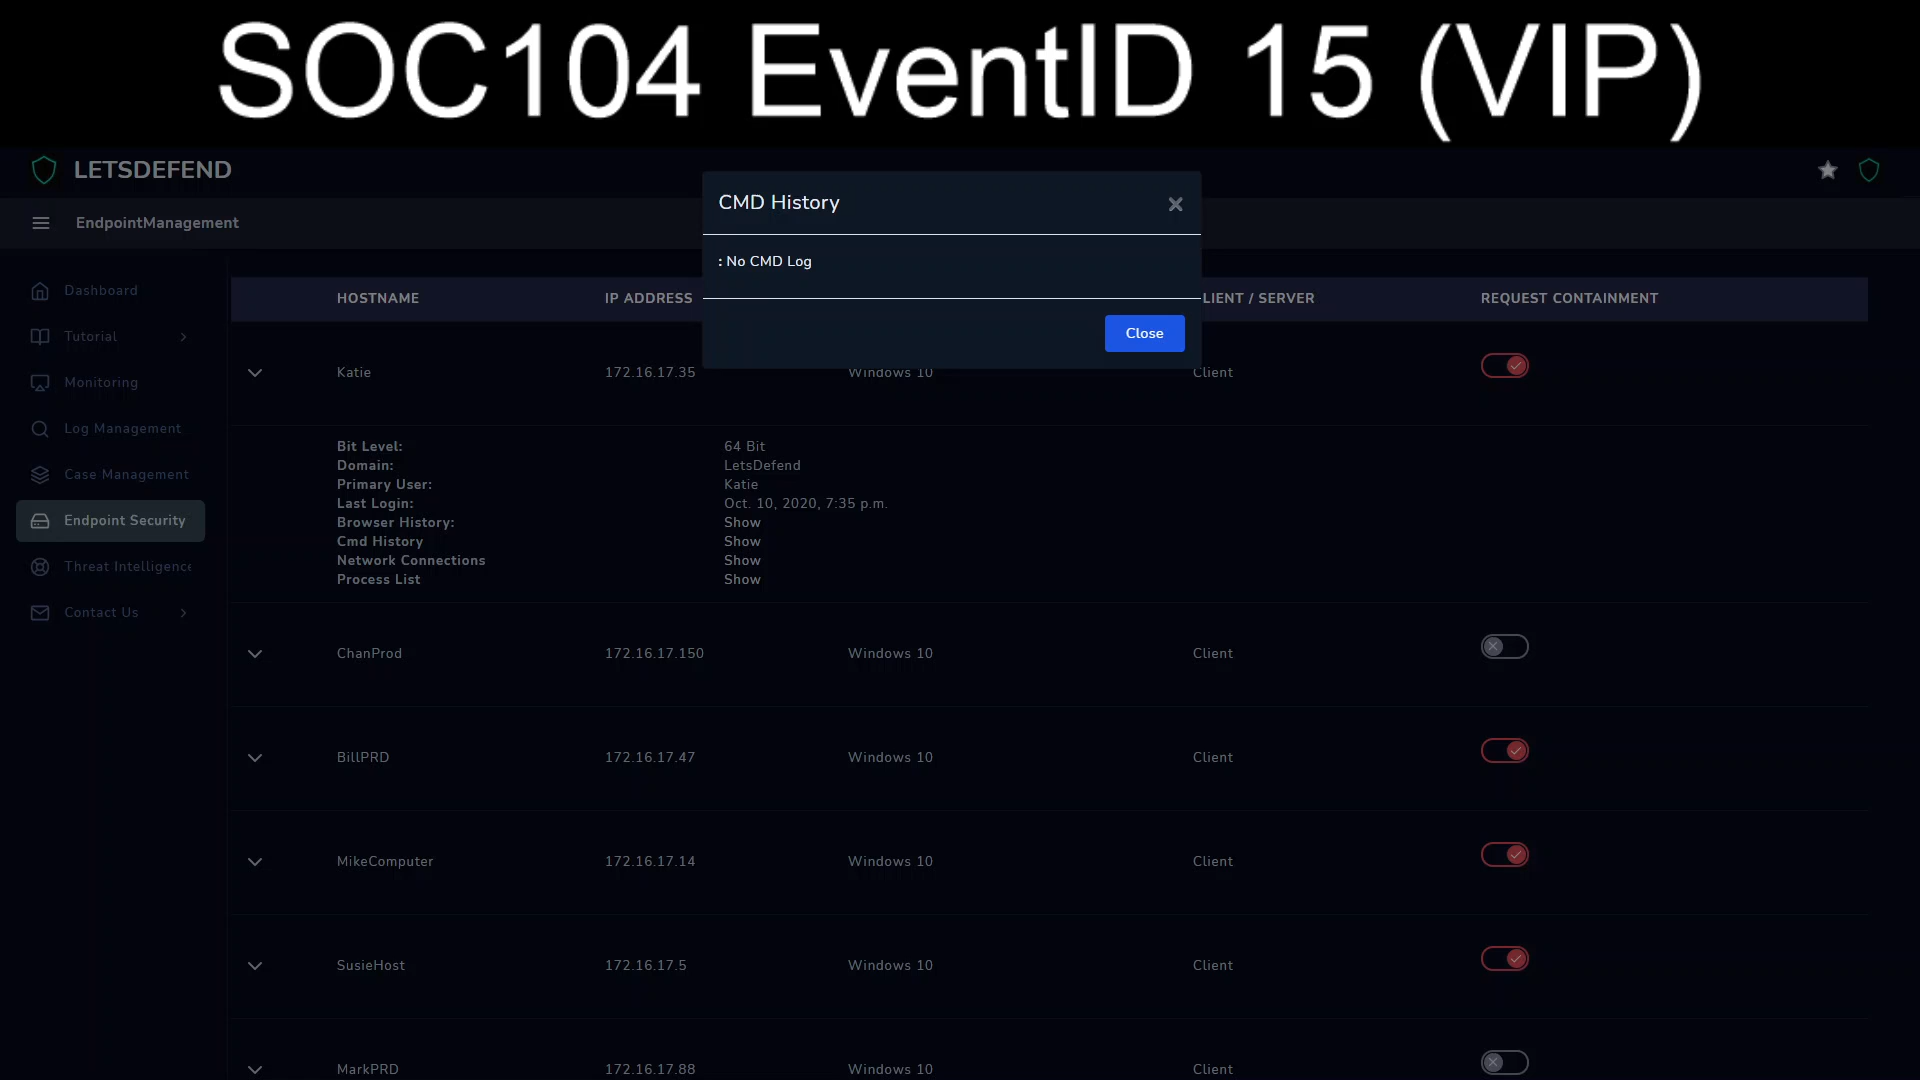 SOC104 EventID 15 (VIP)
LETSDEFEND
CMD History
EndpointManagement
: No CMD Log
Close
Dashboard
Tutorial
Monitoring
Log Management
Case Management
Endpoint Security
Threat Intelligence
Contact Us
HOSTNAME IP ADDRESS LIENT / SERVER REQUEST CONTAINMENT
Katie 172.16.17.35 Windows 10 Client
Bit Level: 64 Bit
Domain: LetsDefend
Primary User: Katie
Last Login: Oct. 10, 2020, 7:35 p.m.
Browser History: Show
Cmd History Show
Network Connections Show
Process List Show
ChanProd 172.16.17.150 Windows 10 Client
BillPRD 172.16.17.47 Windows 10 Client
MikeComputer 172.16.17.14 Windows 10 Client
SusieHost 172.16.17.5 Windows 10 Client
MarkPRD 172.16.17.88 Windows 10 Client